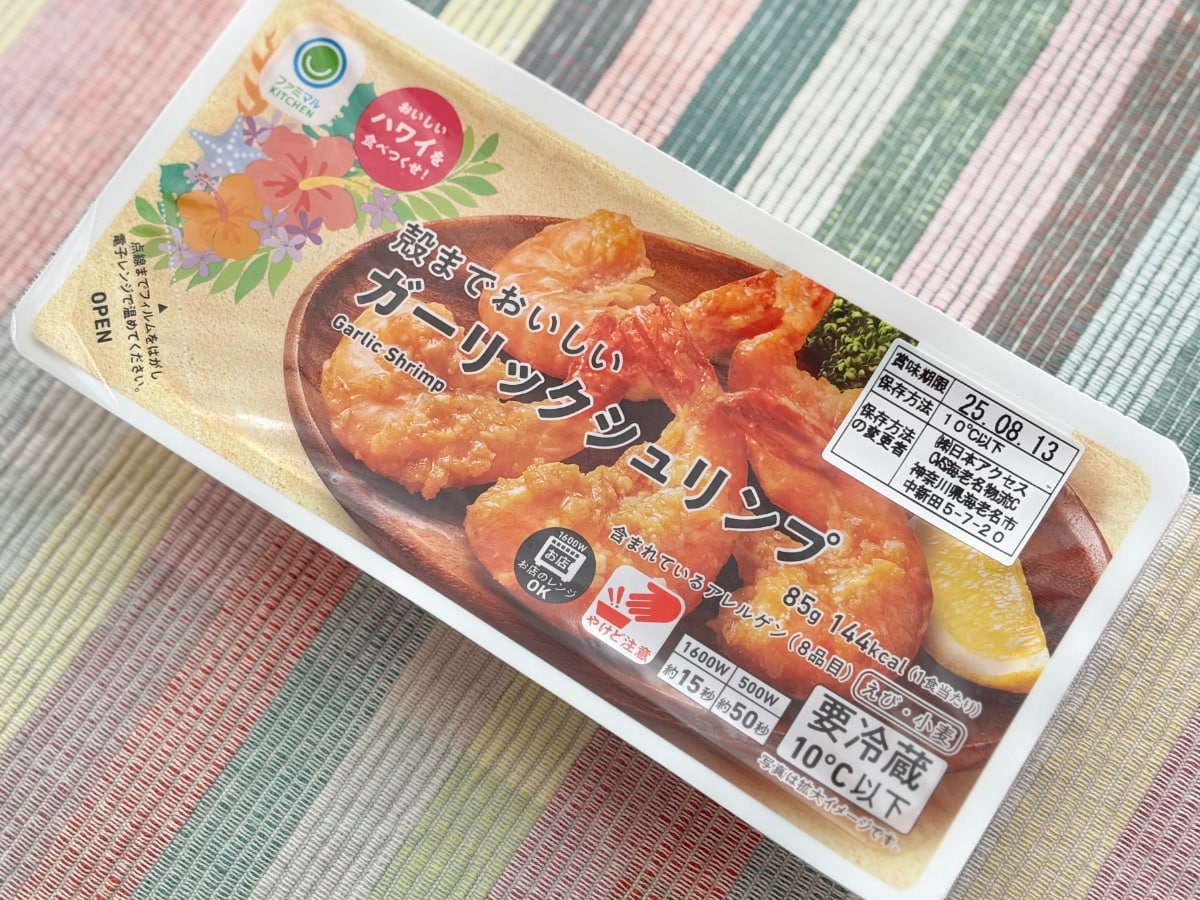 ファミマル
KITCHEN
おいしい
ハワイを
食べつくせ!
点線までフィルムをはがし
電子レンジで温めてください。
OPEN
殻までおいしい
ガーリックシュリンプ
Garlic Shrimp
賞味期限 25.08.13
保存方法 10℃以下
保存方法の変更者
㈱日本アクセス
CVS海老名物流C
神奈川県海老名市
中新田5-7-20
1600W
お店
お店のレンジ
OK
やけど注意
85g 144kcal (1食当たり)
含まれているアレルゲン(8品目) えび・小麦
1600W 500W
約15秒 約50秒
要冷蔵
10℃以下
写真は拡大イメージです。